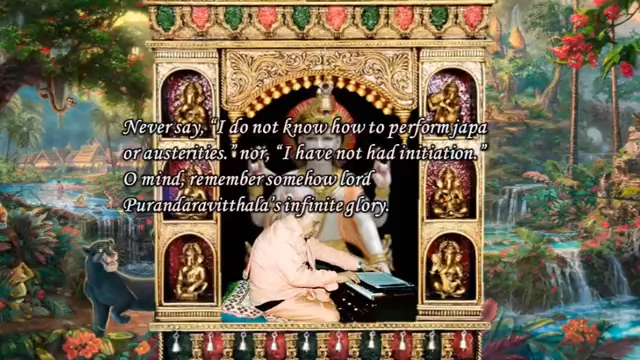 Never say, “I do not know how to perform japa
or austerities.” nor, “I have not had initiation.”
O mind, remember somehow lord
Purandaravitthala's infinite glory.